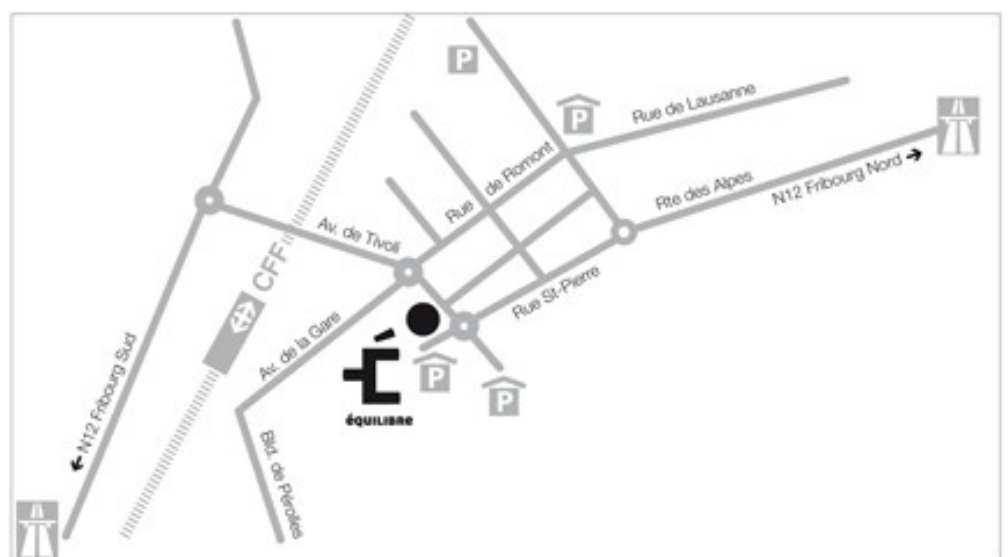 P
P
Rue de Lausanne
Rue de Romont
Rte des Alpes
N12 Fribourg Nord →
Av. de Tivoli
CFF
Rue St-Pierre
Av. de la Gare
P
P
équilibre
← N12 Fribourg Sud
Bld. de Pérolles